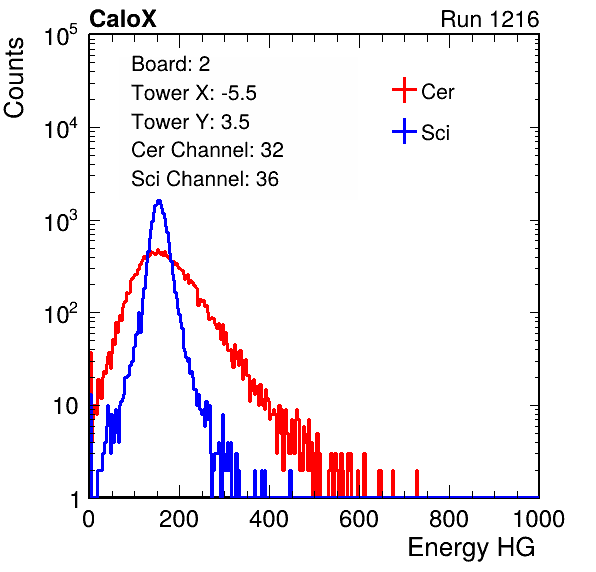 CaloX Run 1216
Counts
Board: 2
Tower X: -5.5
Tower Y: 3.5
Cer Channel: 32
Sci Channel: 36
Cer
Sci
10^5
10^4
10^3
10^2
10
1
0 200 400 600 800 1000
Energy HG